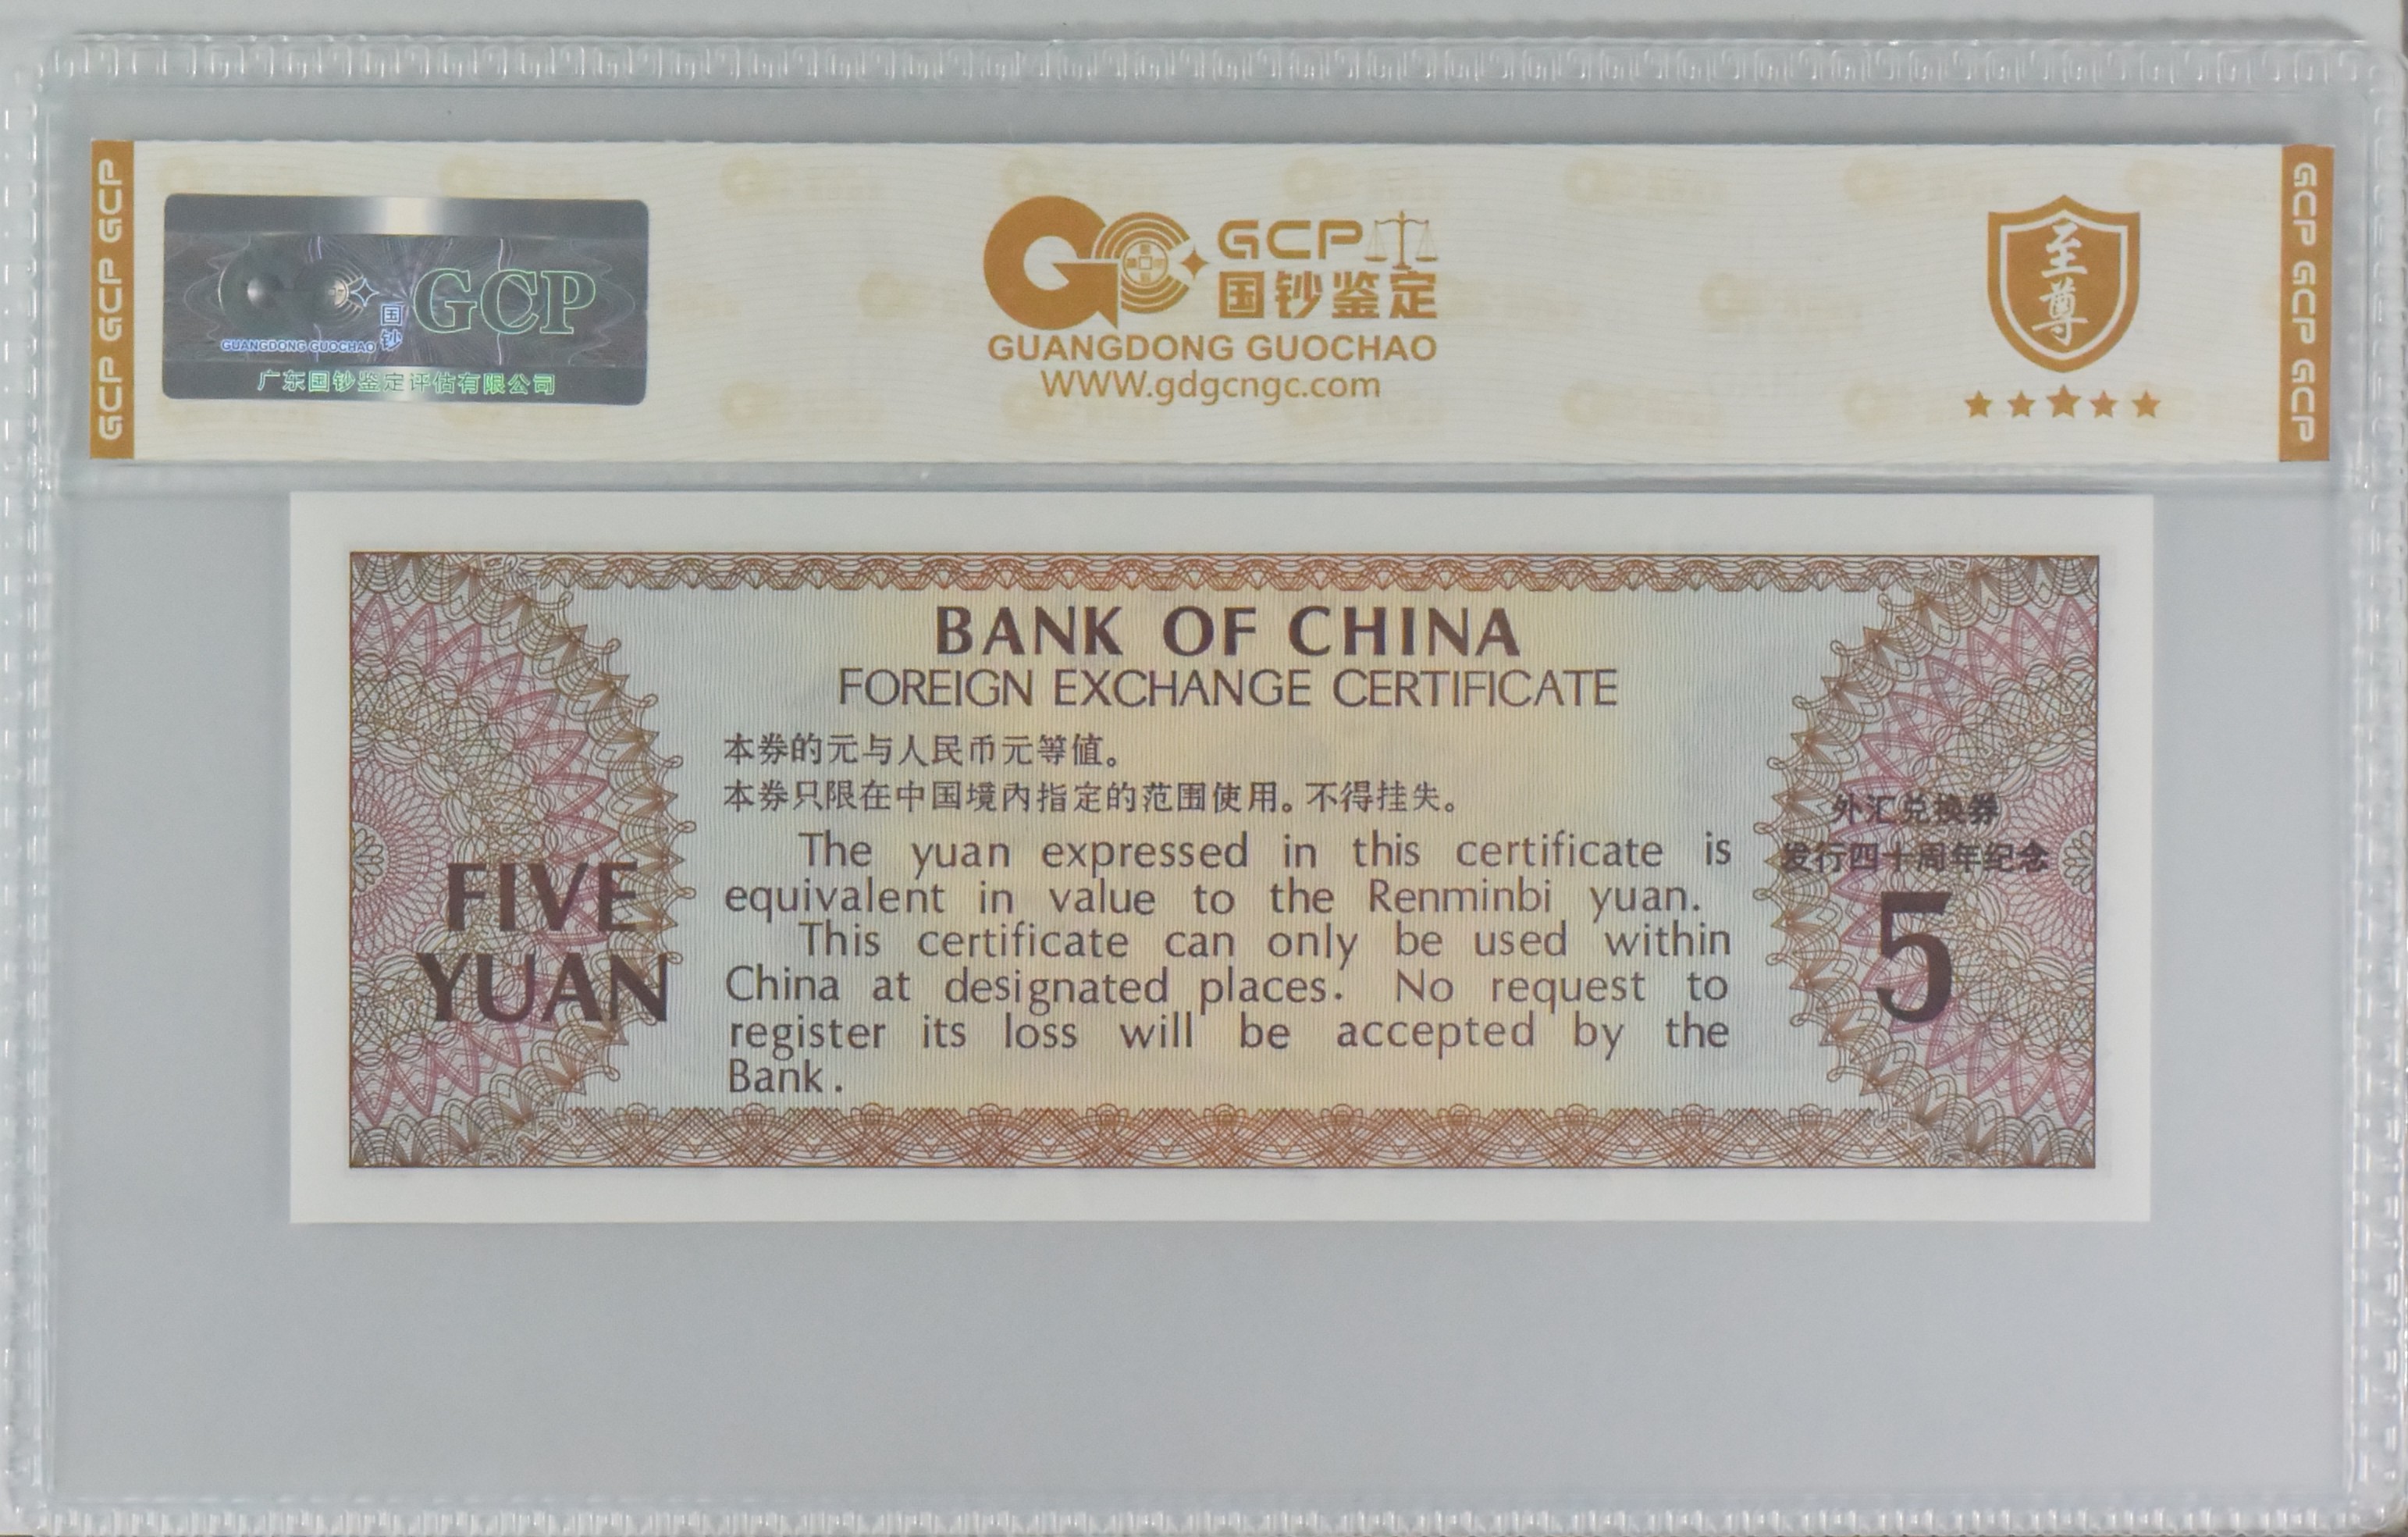 GCP GCP GCP
国钞
GCP
GUANGDONG GUOCHAO
广东国钞鉴定评估有限公司
GCP
国钞鉴定
GUANGDONG GUOCHAO
WWW.gdgcngc.com
至尊
GCP GCP GCP
BANK OF CHINA
FOREIGN EXCHANGE CERTIFICATE
本券的元与人民币元等值。
本券只限在中国境内指定的范围使用。不得挂失。
The yuan expressed in this certificate is
equivalent in value to the Renminbi yuan.
This certificate can only be used within
China at designated places. No request to
register its loss will be accepted by the
Bank.
FIVE
YUAN
外汇兑换券
发行四十周年纪念
5